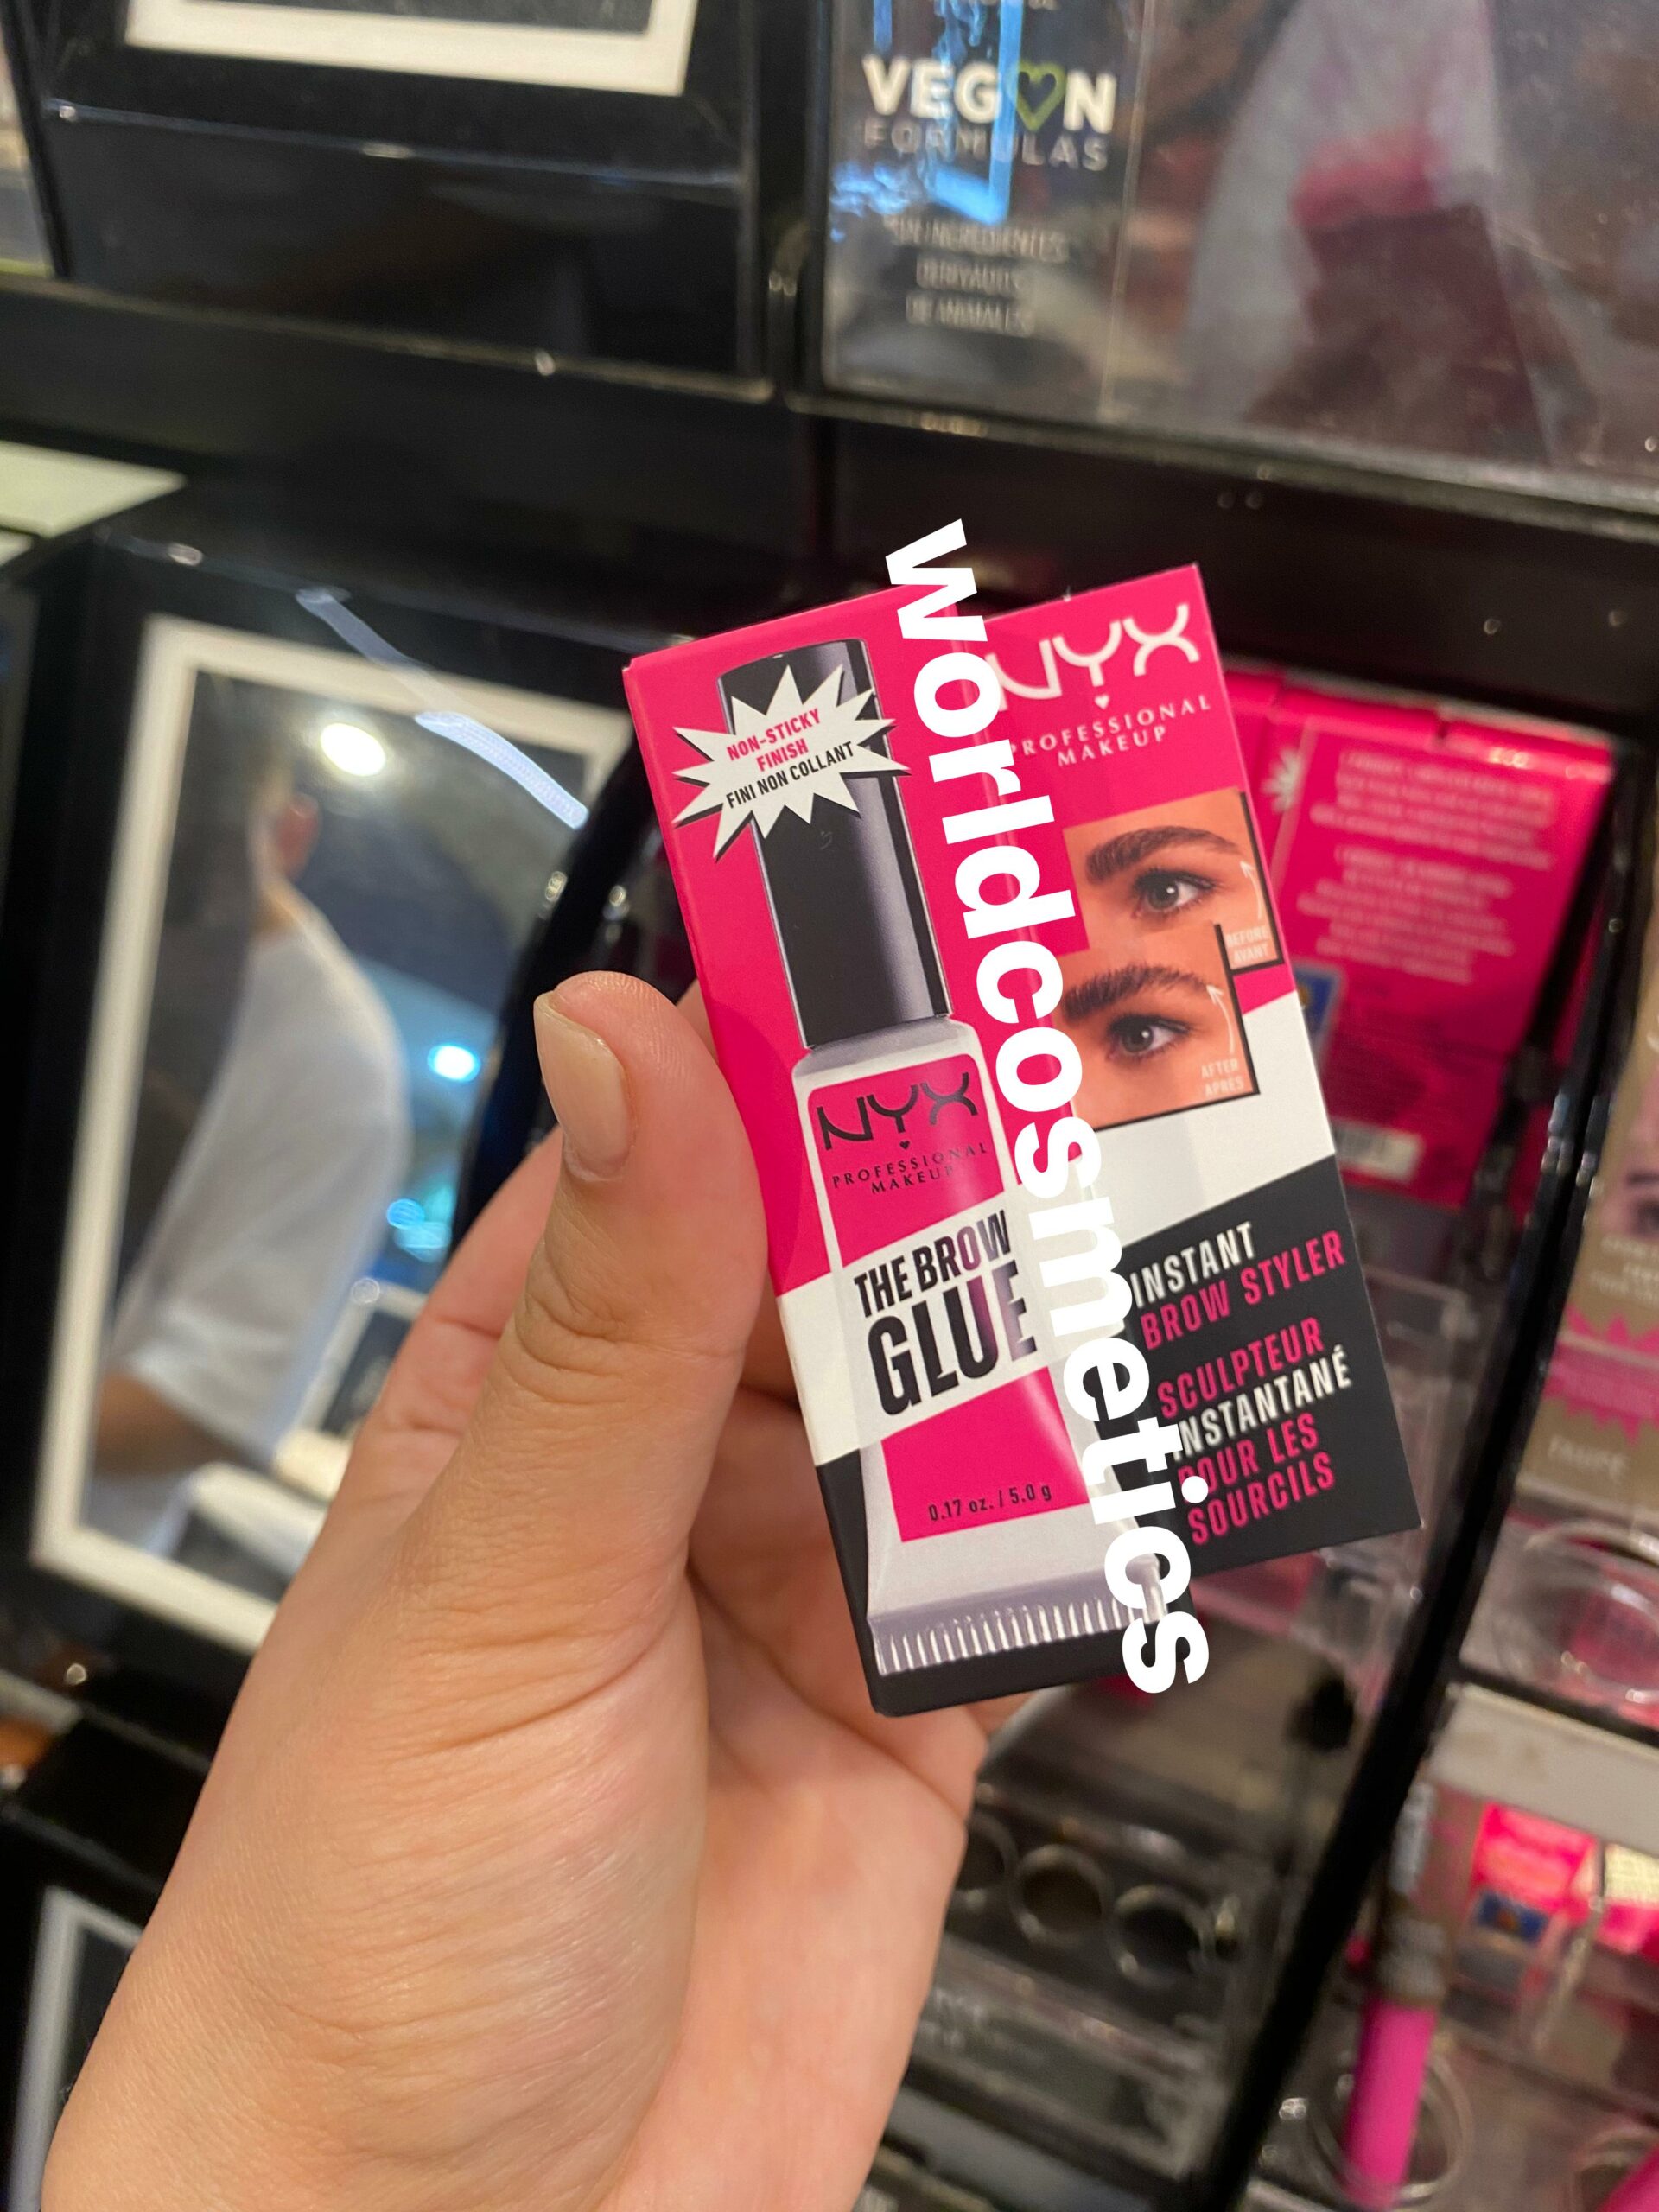 VEGAN
FORMULAS
SIN INGREDIENTES
DERIVADOS
DE ANIMALES
worldcosmetics
NYX
PROFESSIONAL
MAKEUP
NON-STICKY
FINISH
FINI NON COLLANT
BEFORE
AVANT
AFTER
APRÈS
NYX
PROFESSIONAL
MAKEUP
THE BROW
GLUE
0.17 oz. / 5.0 g
INSTANT
BROW STYLER
SCULPTEUR
INSTANTANÉ
POUR LES
SOURCILS
TAUPE